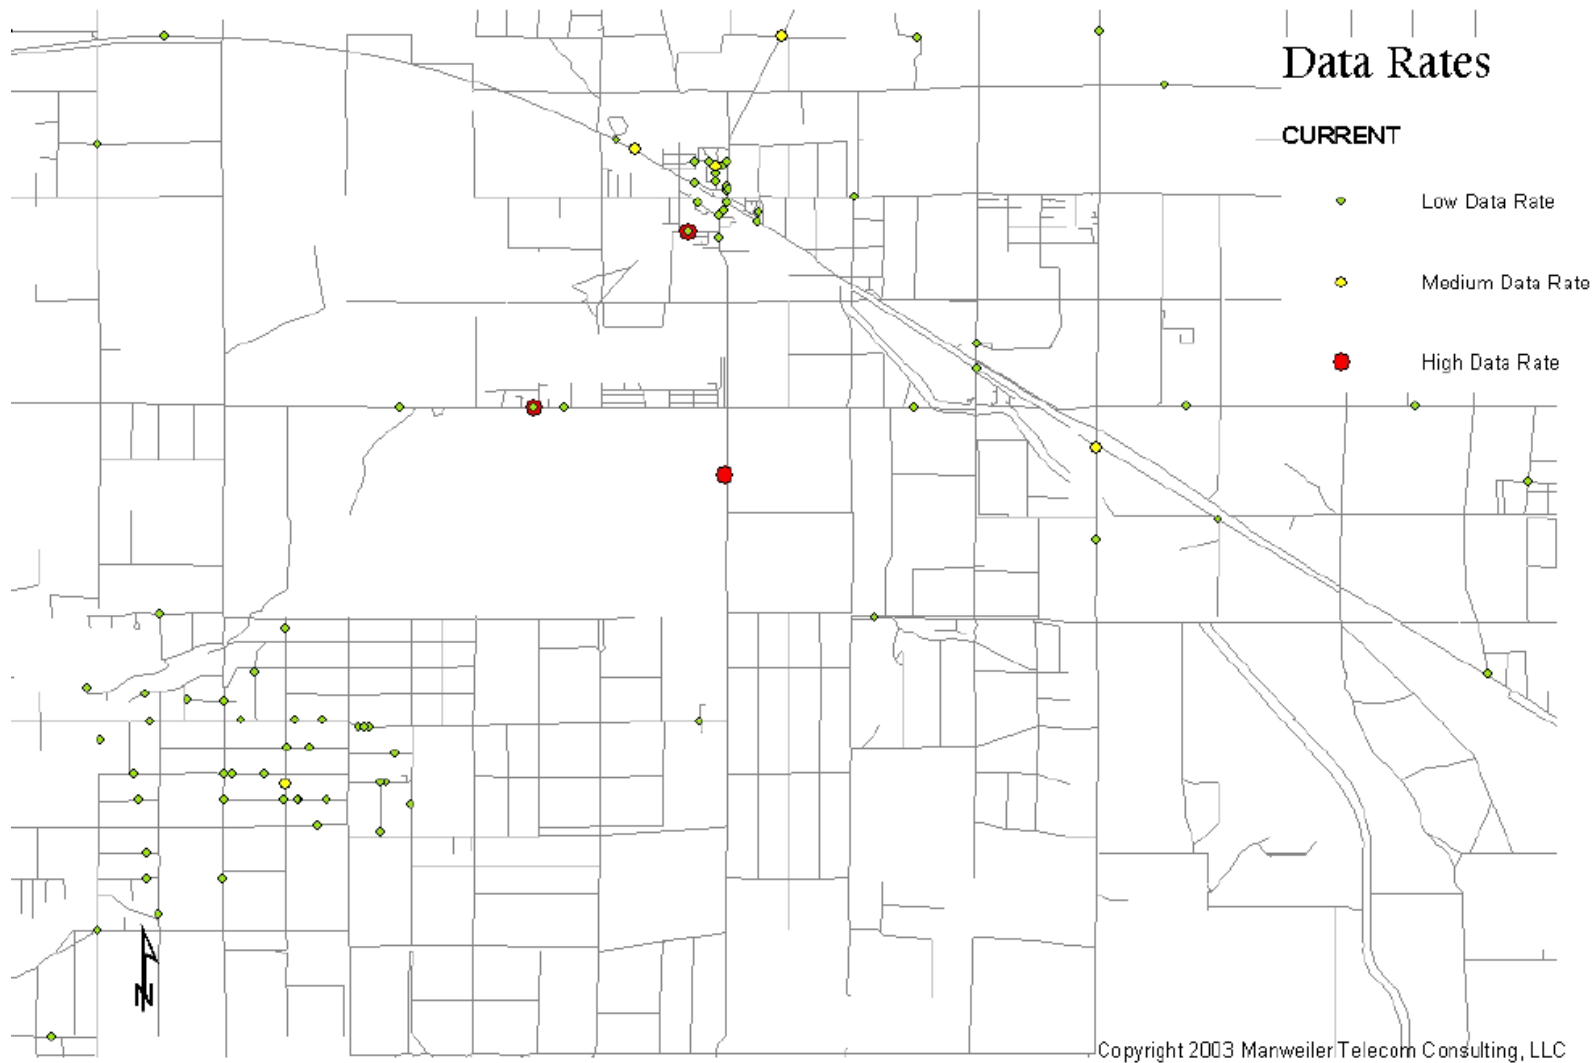 Data Rates
CURRENT
Low Data Rate
Medium Data Rate
High Data Rate
N
Copyright 2003 Manweiler Telecom Consulting, LLC